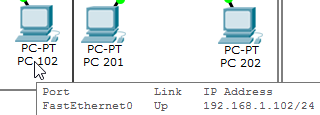 PC-PT
PC 102
PC-PT
PC 201
PC-PT
PC 202
Port Link IP Address
FastEthernet0 Up 192.168.1.102/24